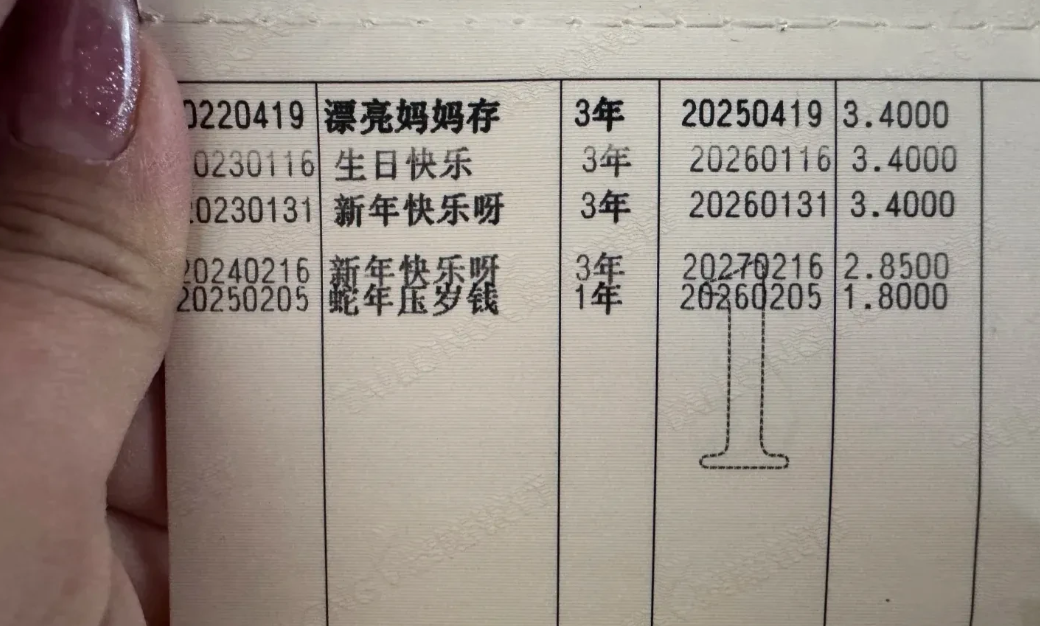 0220419 漂亮妈妈存 3年 20250419 3.4000
0230116 生日快乐 3年 20260116 3.4000
20230131 新年快乐呀 3年 20260131 3.4000
20240216 新年快乐呀 3年 20270216 2.8500
20250205 蛇年压岁钱 1年 20260205 1.8000